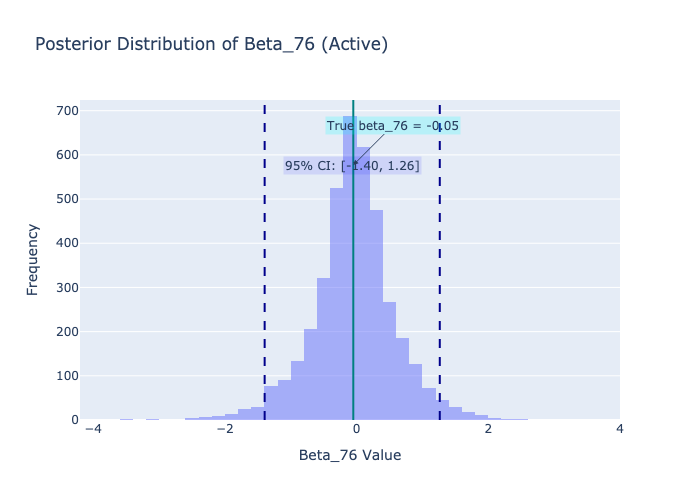 Posterior Distribution of Beta_76 (Active)
700
True beta_76 = -0.05
600
95% CI: [-1.40, 1.26]
500
400
300
200
100
0
Frequency
−4
−2
0
2
4
Beta_76 Value